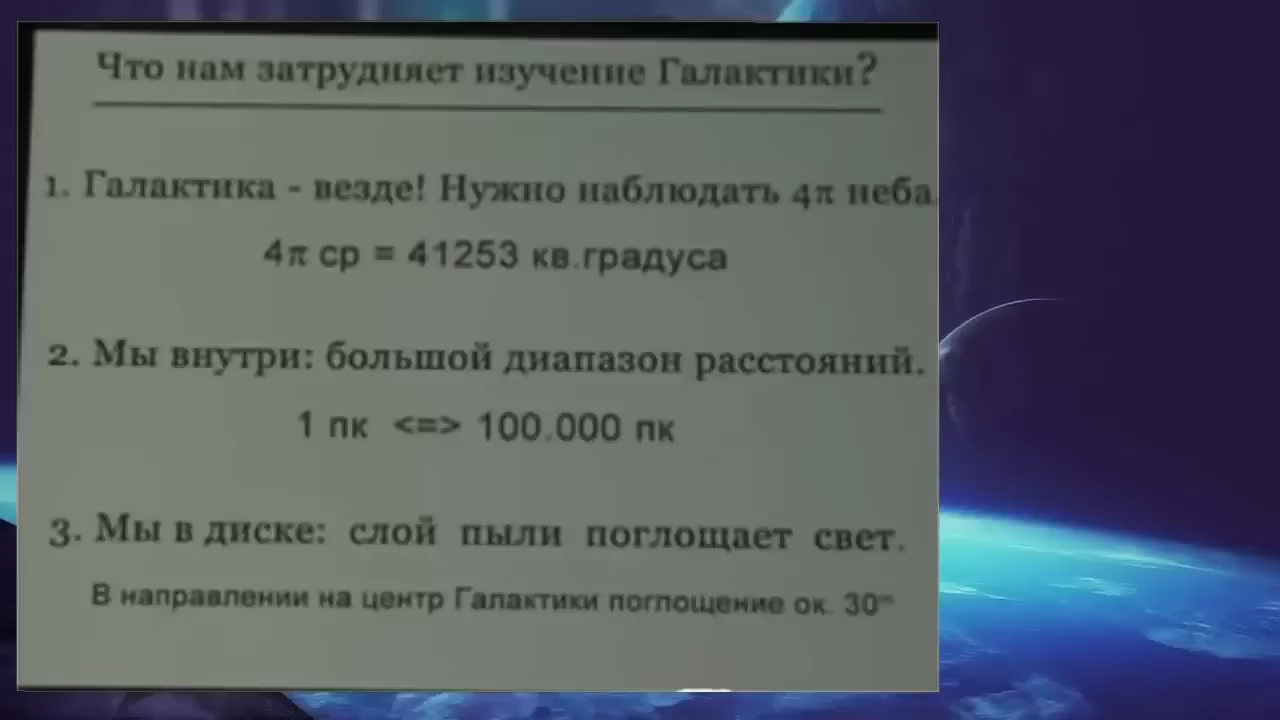 Что нам затрудняет изучение Галактики?
1. Галактика - везде! Нужно наблюдать 4π неба.
4π ср = 41253 кв.градуса
2. Мы внутри: большой диапазон расстояний.
1 пк <=> 100.000 пк
3. Мы в диске: слой пыли поглощает свет.
В направлении на центр Галактики поглощение ок. 30ᵐ